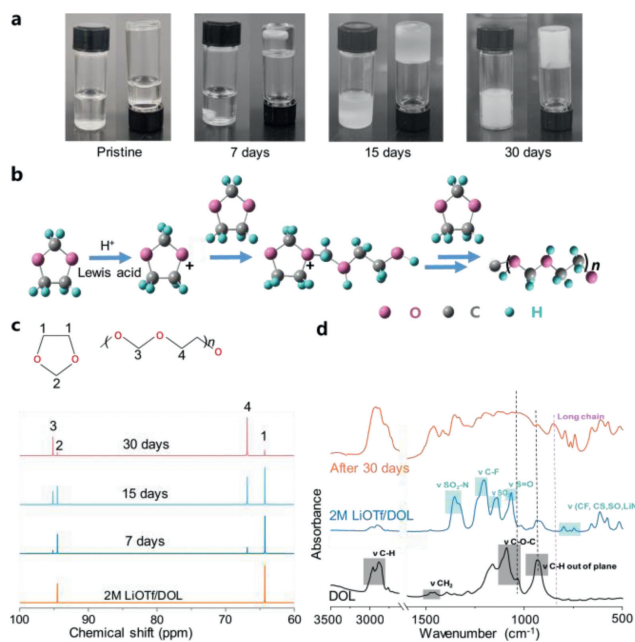 a
Pristine
7 days
15 days
30 days
b
H⁺
Lewis acid
+
+
n
O
C
H
c
1 1
O O
2
O O n O
3 4
4
3
2
30 days
1
15 days
7 days
2M LiOTf/DOL
100 90 80 70 60
Chemical shift (ppm)
d
Long chain
After 30 days
ν SO₂-N
ν C-F
ν S=O
2M LiOTf/DOL
ν (CF, CS,SO,LiN
ν C-H
ν C-O-C
ν CH₂
ν C-H out of plane
DOL
Absorbance
3500 3000 1500 1000 500
Wavenumber (cm⁻¹)